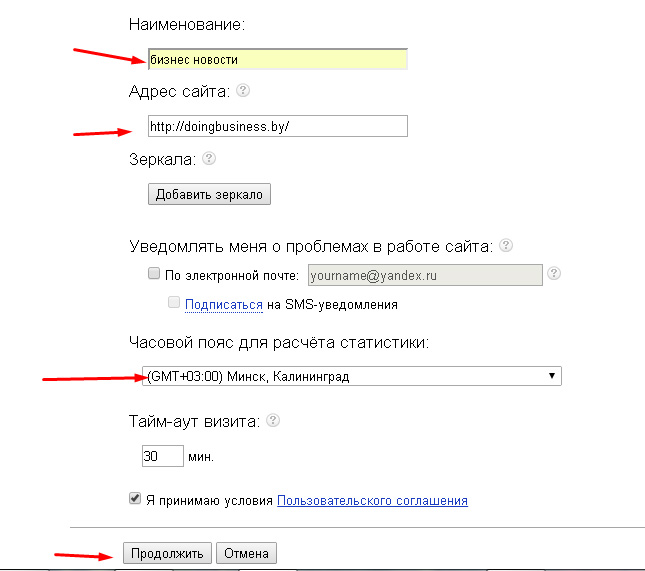 Наименование:
бизнес новости
Адрес сайта: ?
http://doingbusiness.by/
Зеркала: ?
Добавить зеркало
Уведомлять меня о проблемах в работе сайта: ?
По электронной почте: yourname@yandex.ru ?
Подписаться на SMS-уведомления
Часовой пояс для расчёта статистики:
(GMT+03:00) Минск, Калининград
Тайм-аут визита: ?
30 мин.
Я принимаю условия Пользовательского соглашения
Продолжить Отмена